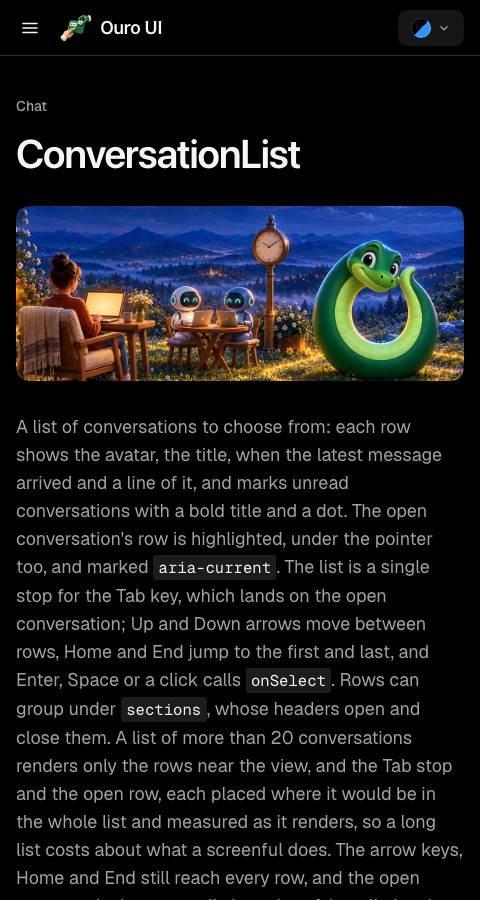 Ouro UI
Chat
ConversationList
A list of conversations to choose from: each row
shows the avatar, the title, when the latest message
arrived and a line of it, and marks unread
conversations with a bold title and a dot. The open
conversation's row is highlighted, under the pointer
too, and marked aria-current. The list is a single
stop for the Tab key, which lands on the open
conversation; Up and Down arrows move between
rows, Home and End jump to the first and last, and
Enter, Space or a click calls onSelect. Rows can
group under sections, whose headers open and
close them. A list of more than 20 conversations
renders only the rows near the view, and the Tab stop
and the open row, each placed where it would be in
the whole list and measured as it renders, so a long
list costs about what a screenful does. The arrow keys,
Home and End still reach every row, and the open